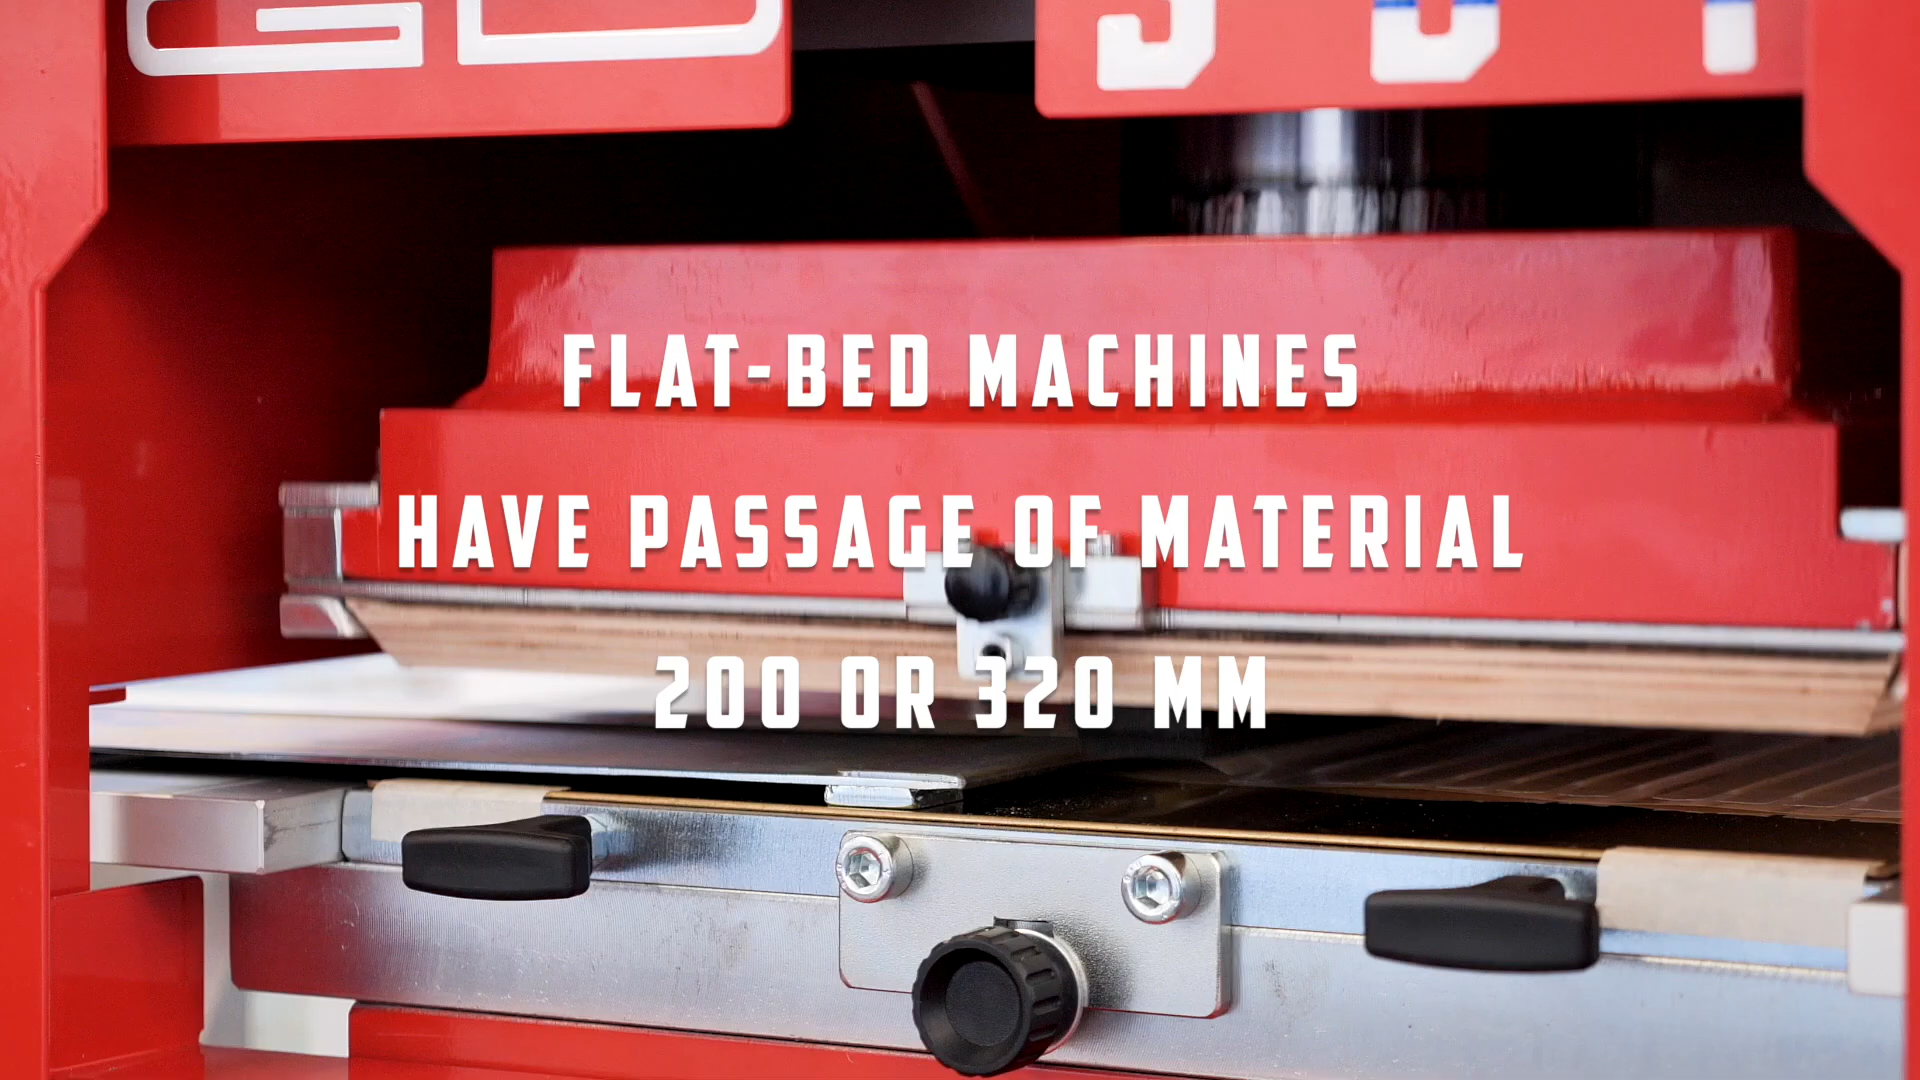 FLAT-BED MACHINES
HAVE PASSAGE OF MATERIAL
200 OR 320 MM